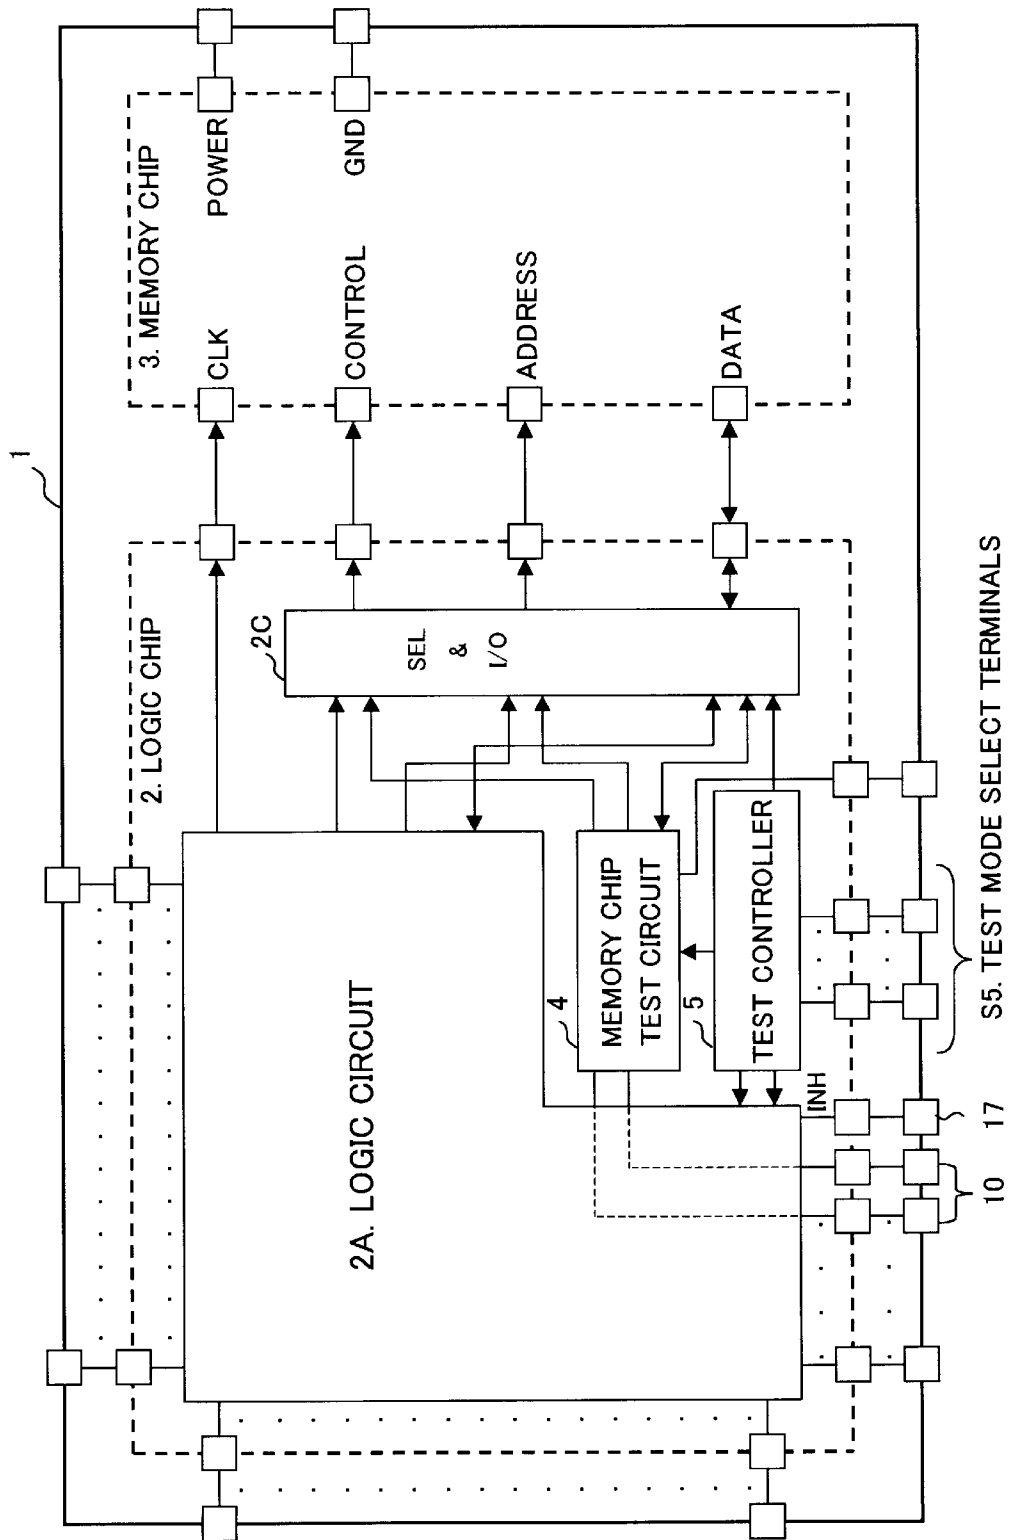 1
2. LOGIC CHIP
3. MEMORY CHIP
CLK
POWER
CONTROL
GND
ADDRESS
DATA
2C
SEL
&
I/O
2A. LOGIC CIRCUIT
4
MEMORY CHIP
TEST CIRCUIT
5
TEST CONTROLLER
INH
10
17
S5. TEST MODE SELECT TERMINALS